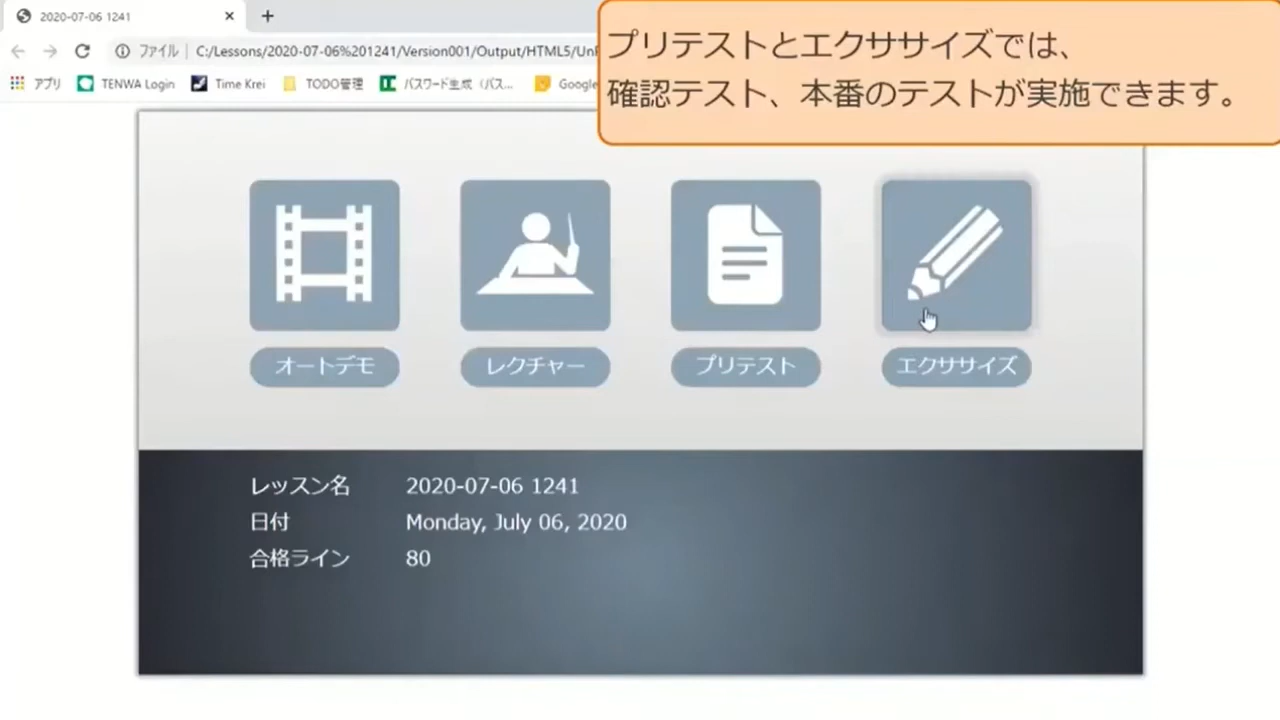 2020-07-06 1241
ファイル C:/Lessons/2020-07-06%201241/Version001/Output/HTML5/
アプリ TENWA Login Time Krei TODO管理 パスワード生成 (パス... Google
プリテストとエクササイズでは、
確認テスト、本番のテストが実施できます。
オートデモ レクチャー プリテスト エクササイズ
レッスン名 2020-07-06 1241
日付 Monday, July 06, 2020
合格ライン 80